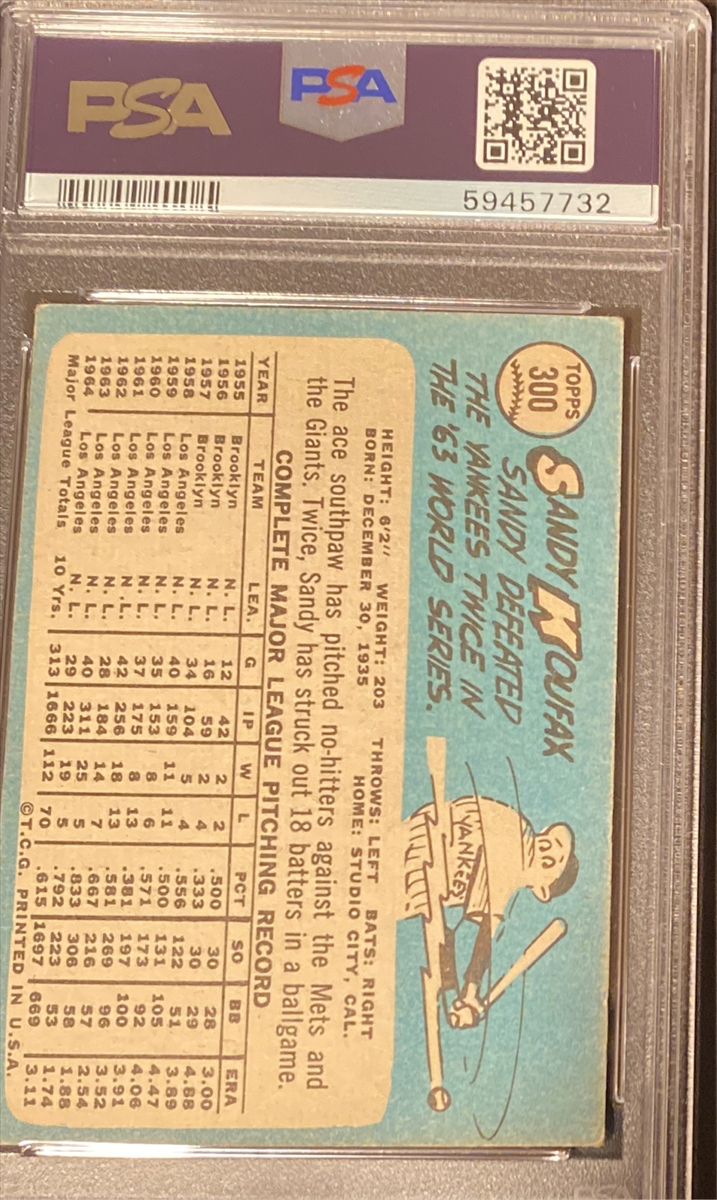 PSA
PSA
59457732
TOPPS
300
SANDY KOUFAX
SANDY DEFEATED
THE YANKEES TWICE IN
THE '63 WORLD SERIES.
YANKEES
HEIGHT: 6'2" WEIGHT: 203 THROWS: LEFT BATS: RIGHT
BORN: DECEMBER 30, 1935 HOME: STUDIO CITY, CAL.
The ace southpaw has pitched no-hitters against the Mets and
the Giants. Twice, Sandy has struck out 18 batters in a ballgame.
COMPLETE MAJOR LEAGUE PITCHING RECORD
YEAR TEAM LEA. G IP W L PCT SO BB ERA
1955 Brooklyn N. L. 12 42 2 2 .500 30 28 3.00
1956 Brooklyn N. L. 16 59 2 4 .333 30 29 4.88
1957 Brooklyn N. L. 34 104 5 4 .556 122 51 3.89
1958 Los Angeles N. L. 40 159 11 11 .500 131 105 4.47
1959 Los Angeles N. L. 35 153 8 6 .571 173 92 4.06
1960 Los Angeles N. L. 37 175 8 13 .381 197 100 3.91
1961 Los Angeles N. L. 42 256 18 13 .581 269 96 3.52
1962 Los Angeles N. L. 28 184 14 7 .667 216 57 2.54
1963 Los Angeles N. L. 40 311 25 5 .833 306 58 1.88
1964 Los Angeles N. L. 29 223 19 5 .792 223 53 1.74
Major League Totals 10 Yrs. 313 1666 112 70 .615 1697 669 3.11
©T.C.G. PRINTED IN U.S.A.